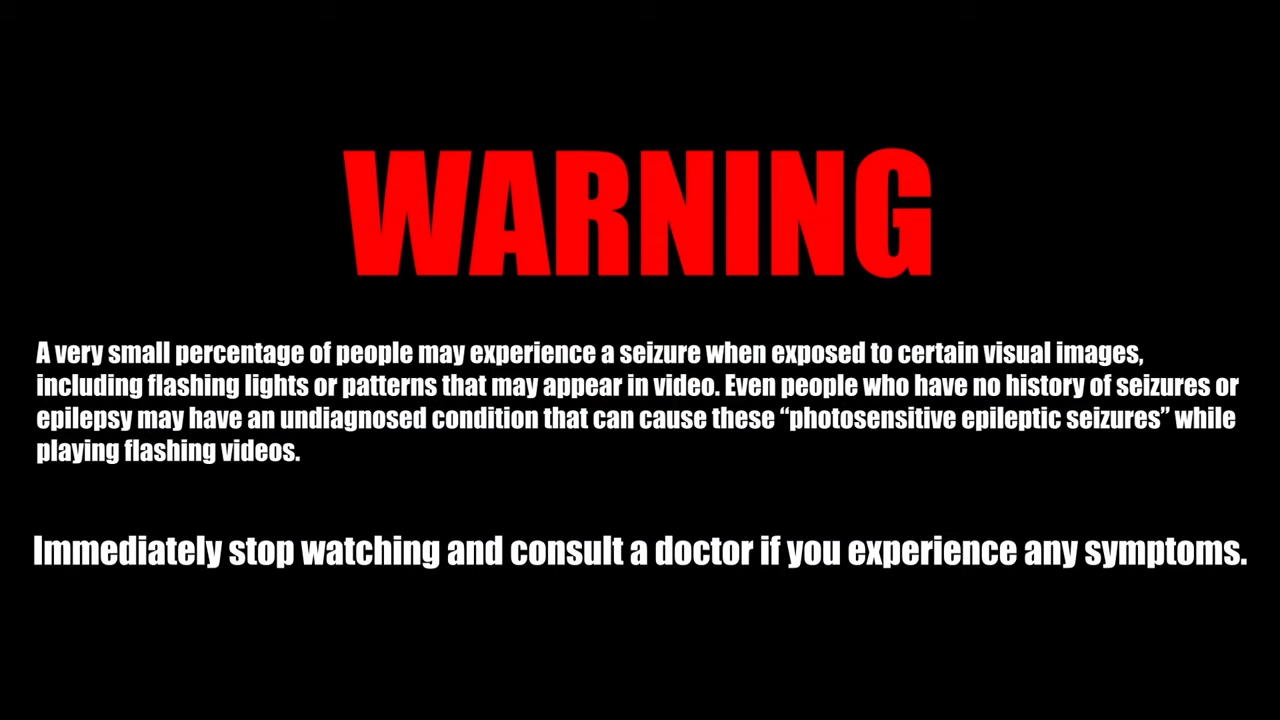 WARNING
A very small percentage of people may experience a seizure when exposed to certain visual images,
including flashing lights or patterns that may appear in video. Even people who have no history of seizures or
epilepsy may have an undiagnosed condition that can cause these “photosensitive epileptic seizures” while
playing flashing videos.
Immediately stop watching and consult a doctor if you experience any symptoms.